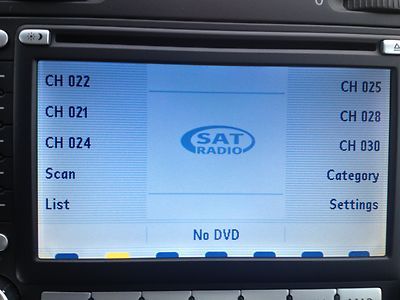 CH 022
CH 021
CH 024
Scan
List
SAT
RADIO
CH 025
CH 028
CH 030
Category
Settings
No DVD